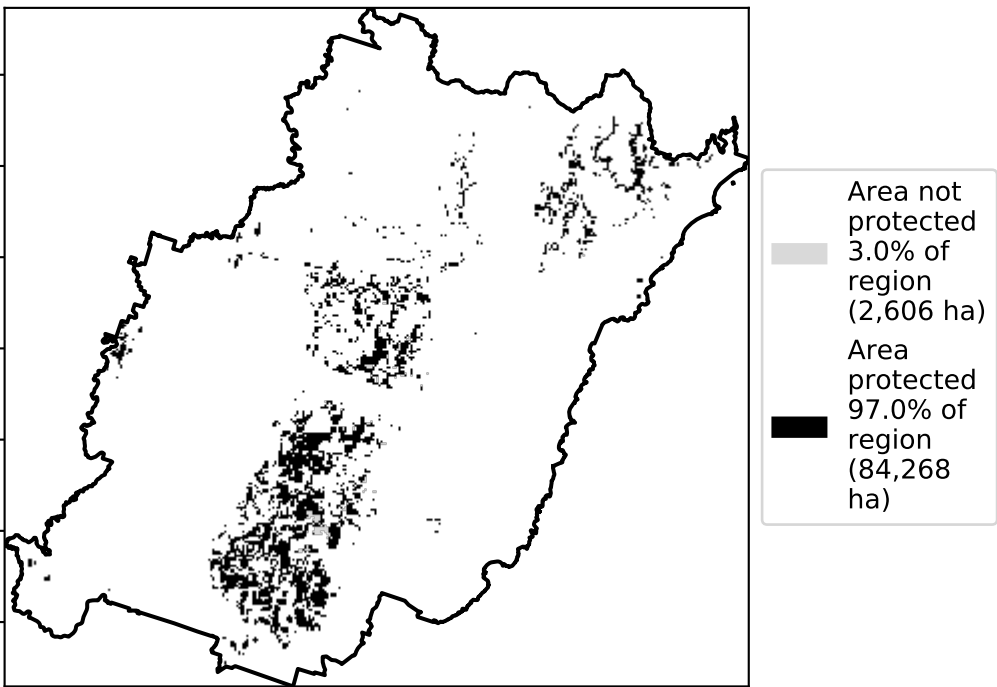 Area not
protected
3.0% of
region
(2,606 ha)
Area
protected
97.0% of
region
(84,268
ha)